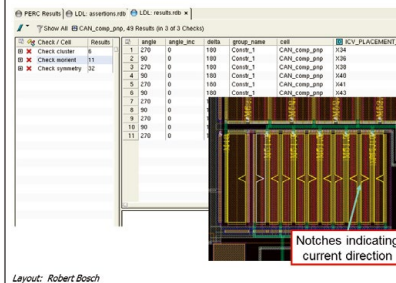 PERC Results LDL: assertions.rdb LDL: results.rdb x
Show All CAN_comp_pnp, 49 Results (in 3 of 3 Checks)
Check / Cell Results
Check cluster 6
Check moment 11
Check symmetry 32
angle angle_inc delta group_name cell ICV_PLACEMENT_
1 270 0 180 Constr_1 CAN_comp_pnp X34
2 90 0 180 Constr_1 CAN_comp_pnp X36
3 270 0 180 Constr_1 CAN_comp_pnp X38
4 90 0 180 Constr_1 CAN_comp_pnp X40
5 270 0 180 Constr_1 CAN_comp_pnp X41
6 90 0 180 Constr_1 CAN_comp_pnp X43
7 270 0
8 90 0
9 270 0
10 90 0
11 270 0
Notches indicating
current direction
Layout: Robert Bosch